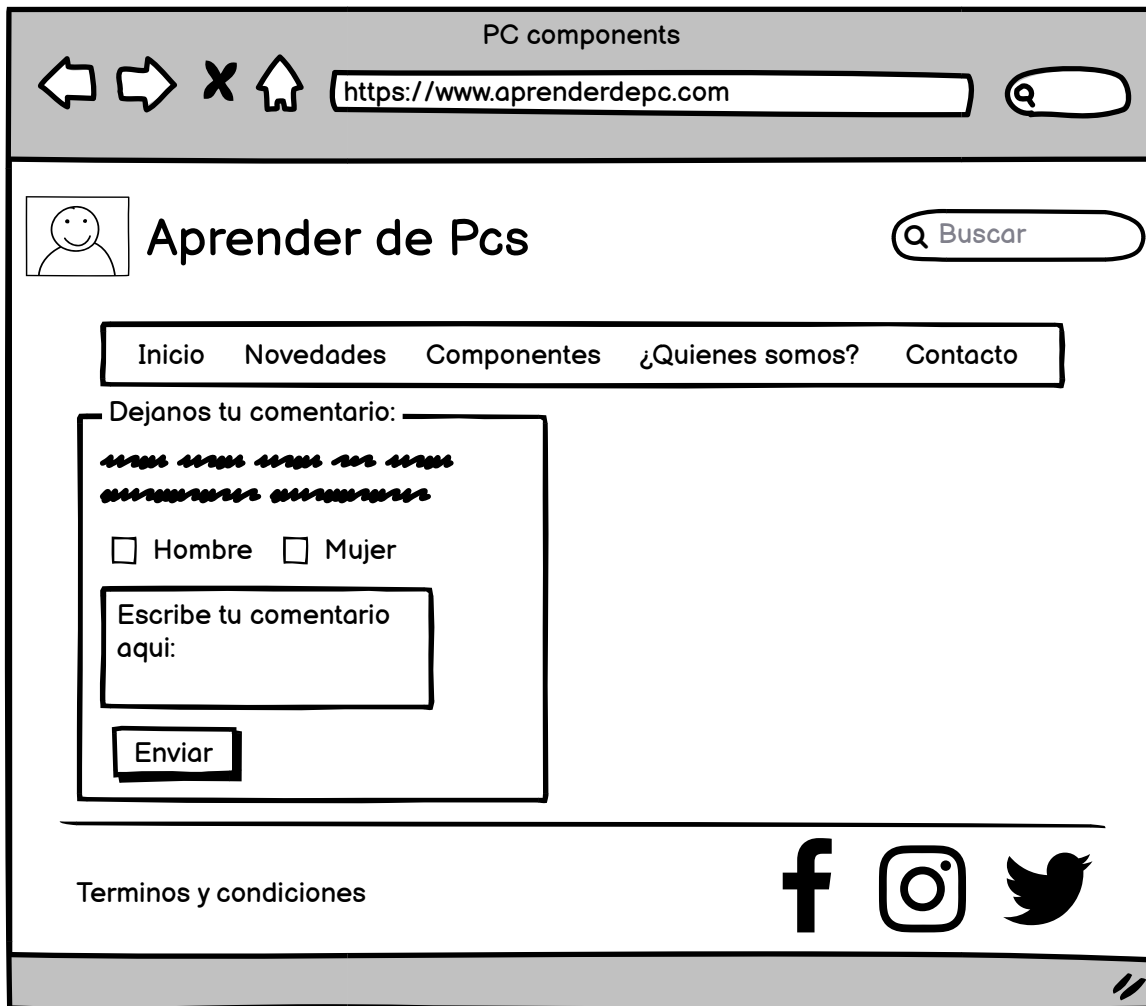 PC components
https://www.aprenderdepc.com
Aprender de Pcs
Buscar
Inicio Novedades Componentes ¿Quienes somos? Contacto
Dejanos tu comentario:
Hombre Mujer
Escribe tu comentario
aqui:
Enviar
Terminos y condiciones